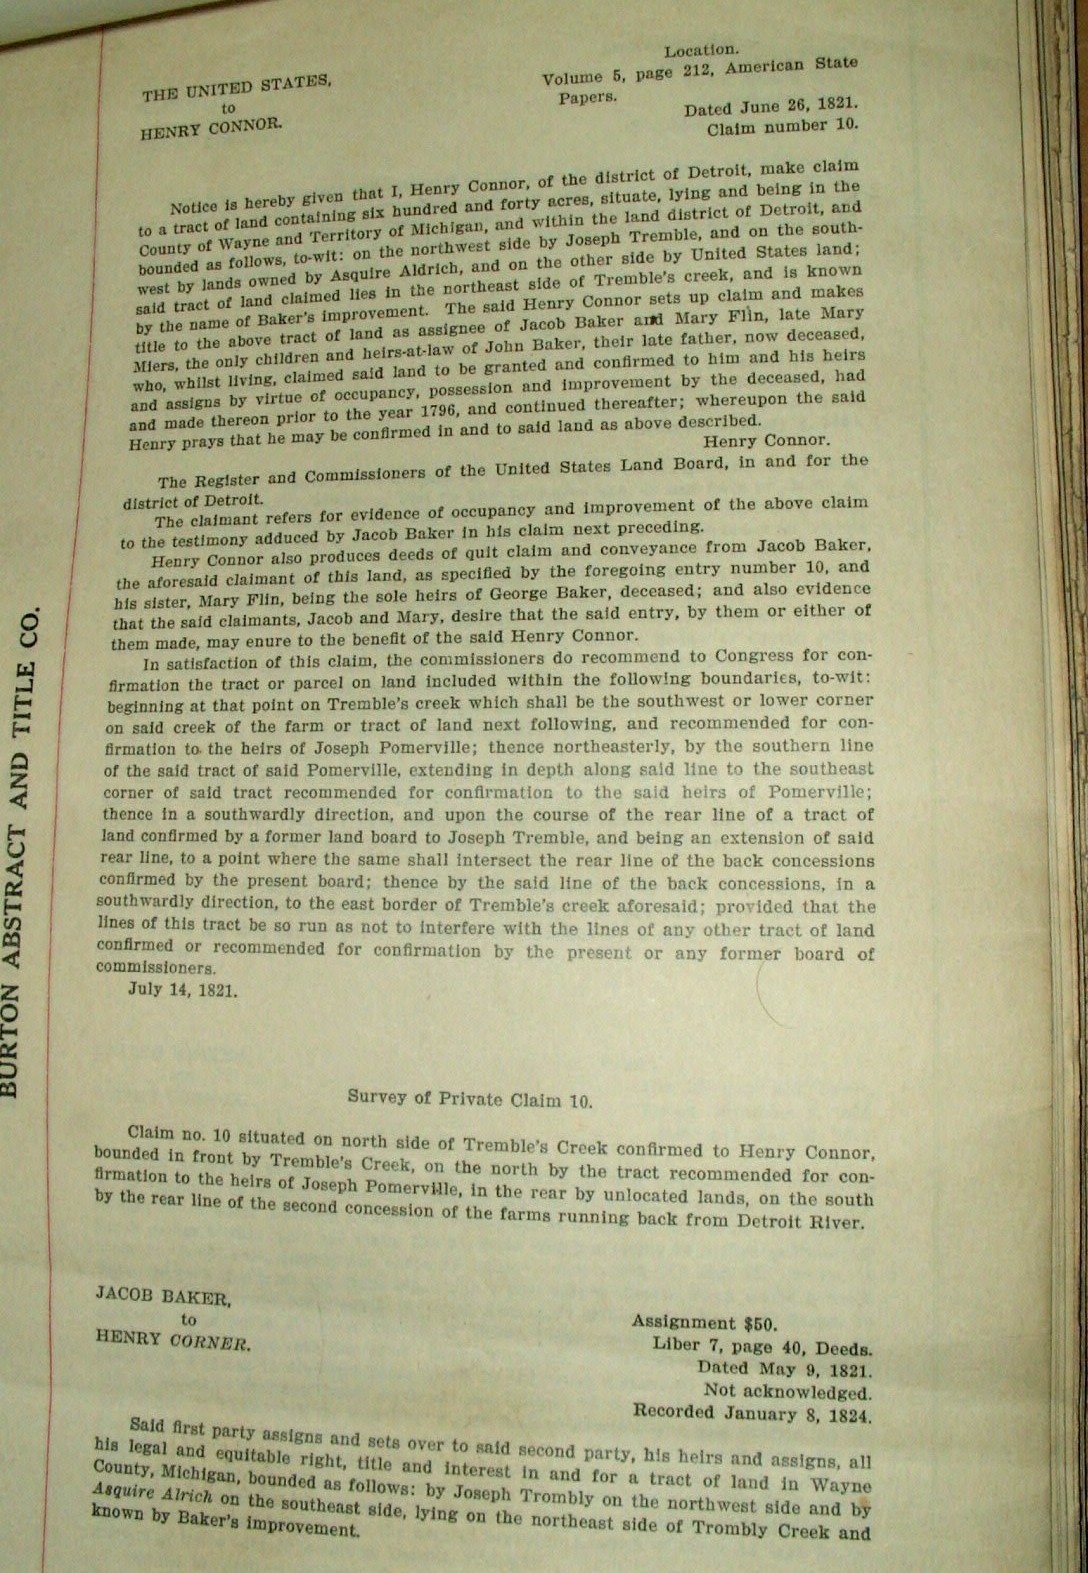 Location.
THE UNITED STATES,
to
HENRY CONNOR.
Volume 5, page 212, American State
Papers.
Dated June 26, 1821.
Claim number 10.
Notice is hereby given that I, Henry Connor, of the district of Detroit, make claim
to a tract of land containing six hundred and forty acres, situate, lying and being in the
County of Wayne and Territory of Michigan, and within the land district of Detroit, and
bounded as follows, to-wit: on the northwest side by Joseph Tremble, and on the south-
west by lands owned by Asquire Aldrich, and on the other side by United States land;
said tract of land claimed lies in the northeast side of Tremble's creek, and is known
by the name of Baker's improvement. The said Henry Connor sets up claim and makes
title to the above tract of land as assignee of Jacob Baker and Mary Flin, late Mary
Miers, the only children and heirs-at-law of John Baker, their late father, now deceased,
who, whilst living, claimed said land to be granted and confirmed to him and his heirs
and assigns by virtue of occupancy, possession and improvement by the deceased, had
and made thereon prior to the year 1796, and continued thereafter; whereupon the said
Henry prays that he may be confirmed in and to said land as above described.
Henry Connor.
The Register and Commissioners of the United States Land Board, in and for the
district of Detroit.
The claimant refers for evidence of occupancy and improvement of the above claim
to the testimony adduced by Jacob Baker in his claim next preceding.
Henry Connor also produces deeds of quit claim and conveyance from Jacob Baker,
the aforesaid claimant of this land, as specified by the foregoing entry number 10, and
his sister, Mary Flin, being the sole heirs of George Baker, deceased; and also evidence
that the said claimants, Jacob and Mary, desire that the said entry, by them or either of
them made, may enure to the benefit of the said Henry Connor.
In satisfaction of this claim, the commissioners do recommend to Congress for con-
firmation the tract or parcel on land included within the following boundaries, to-wit:
beginning at that point on Tremble's creek which shall be the southwest or lower corner
on said creek of the farm or tract of land next following, and recommended for con-
firmation to the heirs of Joseph Pomerville; thence northeasterly, by the southern line
of the said tract of said Pomerville, extending in depth along said line to the southeast
corner of said tract recommended for confirmation to the said heirs of Pomerville;
thence in a southwardly direction, and upon the course of the rear line of a tract of
land confirmed by a former land board to Joseph Tremble, and being an extension of said
rear line, to a point where the same shall intersect the rear line of the back concessions
confirmed by the present board; thence by the said line of the back concessions, in a
southwardly direction, to the east border of Tremble's creek aforesaid; provided that the
lines of this tract be so run as not to interfere with the lines of any other tract of land
confirmed or recommended for confirmation by the present or any former board of
commissioners.
July 14, 1821.
BURTON ABSTRACT AND TITLE CO.
Survey of Private Claim 10.
Claim no. 10 situated on north side of Tremble's Creek confirmed to Henry Connor,
bounded in front by Tremble's Creek, on the north by the tract recommended for con-
firmation to the heirs of Joseph Pomerville, in the rear by unlocated lands, on the south
by the rear line of the second concession of the farms running back from Detroit River.
JACOB BAKER,
to
HENRY CORNER.
Assignment $50.
Liber 7, page 40, Deeds.
Dated May 9, 1821.
Not acknowledged.
Recorded January 8, 1824.
Said first party assigns and sets over to said second party, his heirs and assigns, all
his legal and equitable right, title and interest in and for a tract of land in Wayne
County, Michigan, bounded as follows: by Joseph Trombly on the northwest side and by
Asquire Alrich on the southeast side, lying on the northeast side of Trombly Creek and
known by Baker's improvement.